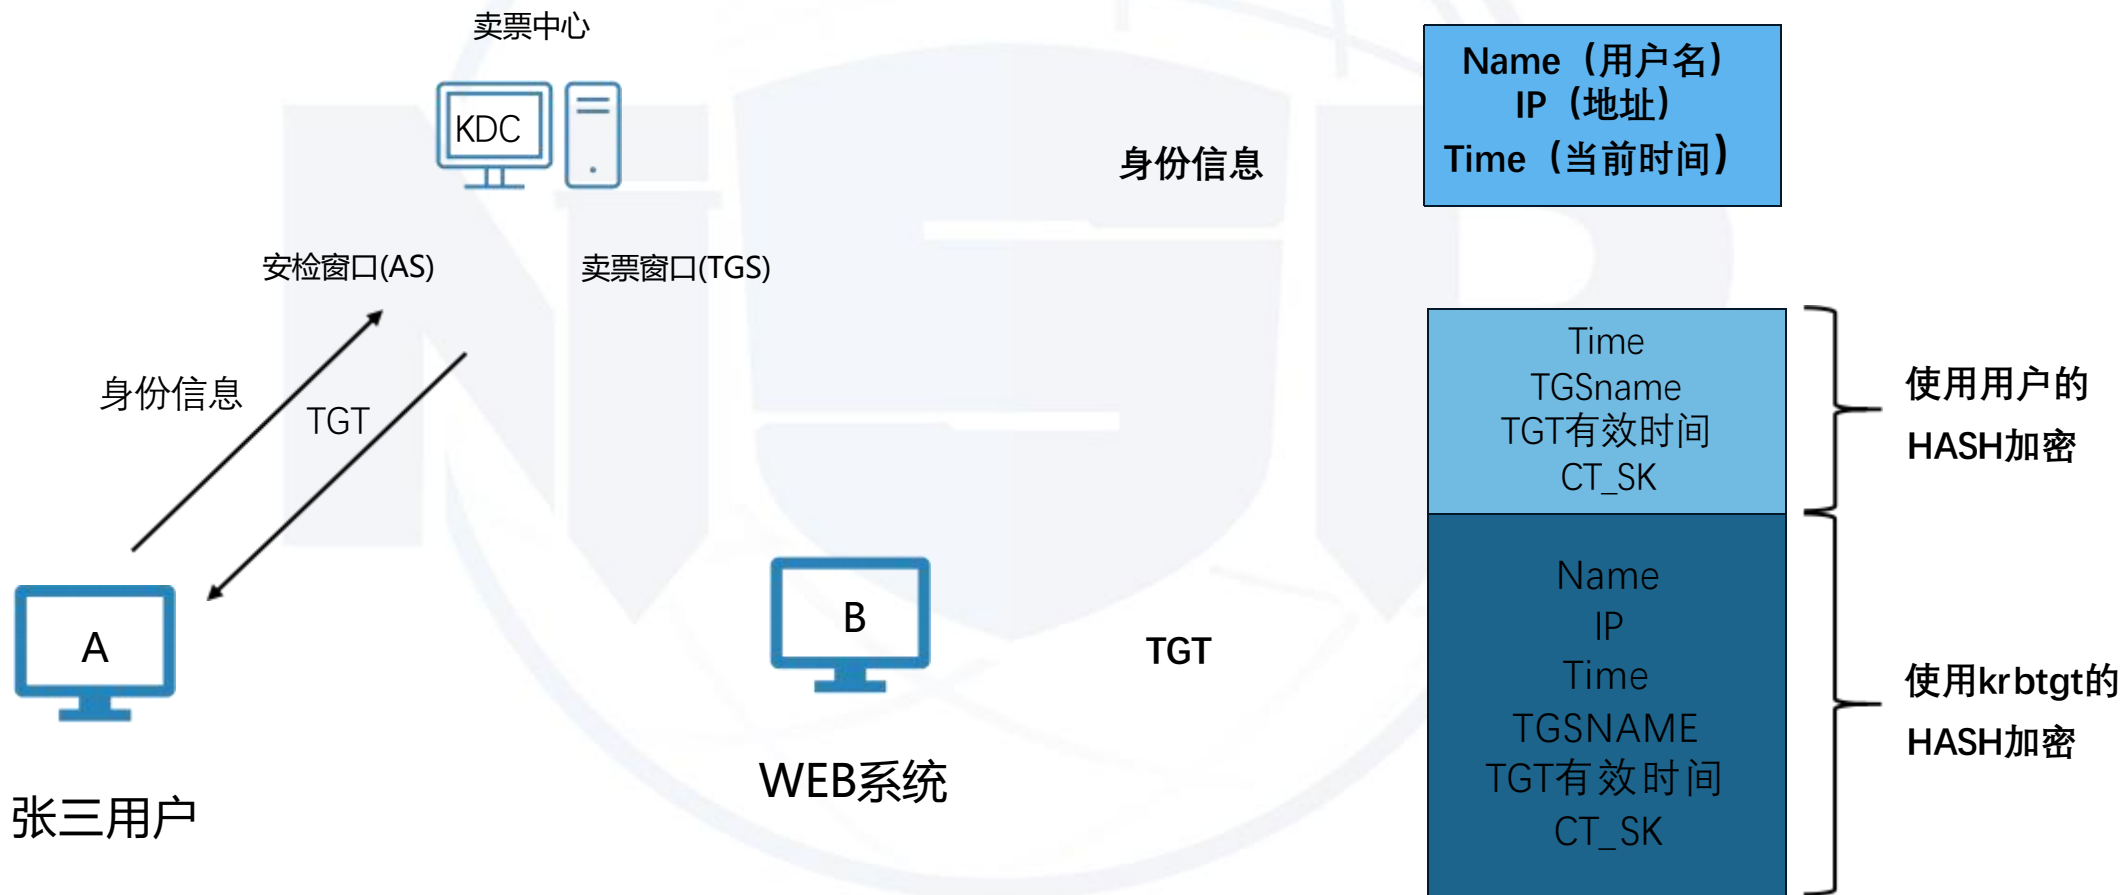 卖票中心
KDC
安检窗口(AS)
卖票窗口(TGS)
身份信息
TGT
A
张三用户
B
WEB系统
身份信息
Name（用户名）
IP（地址）
Time（当前时间）
TGT
Time
TGSname
TGT有效时间
CT_SK
使用用户的
HASH加密
Name
IP
Time
TGSNAME
TGT有效时间
CT_SK
使用krbtgt的
HASH加密
NISP